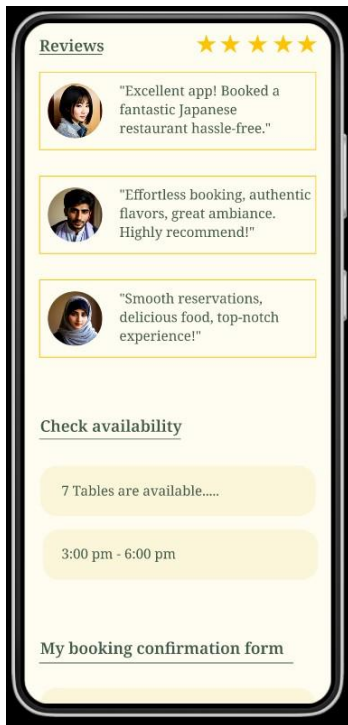 Reviews
"Excellent app! Booked a
fantastic Japanese
restaurant hassle-free."
"Effortless booking, authentic
flavors, great ambiance.
Highly recommend!"
"Smooth reservations,
delicious food, top-notch
experience!"
Check availability
7 Tables are available.....
3:00 pm - 6:00 pm
My booking confirmation form